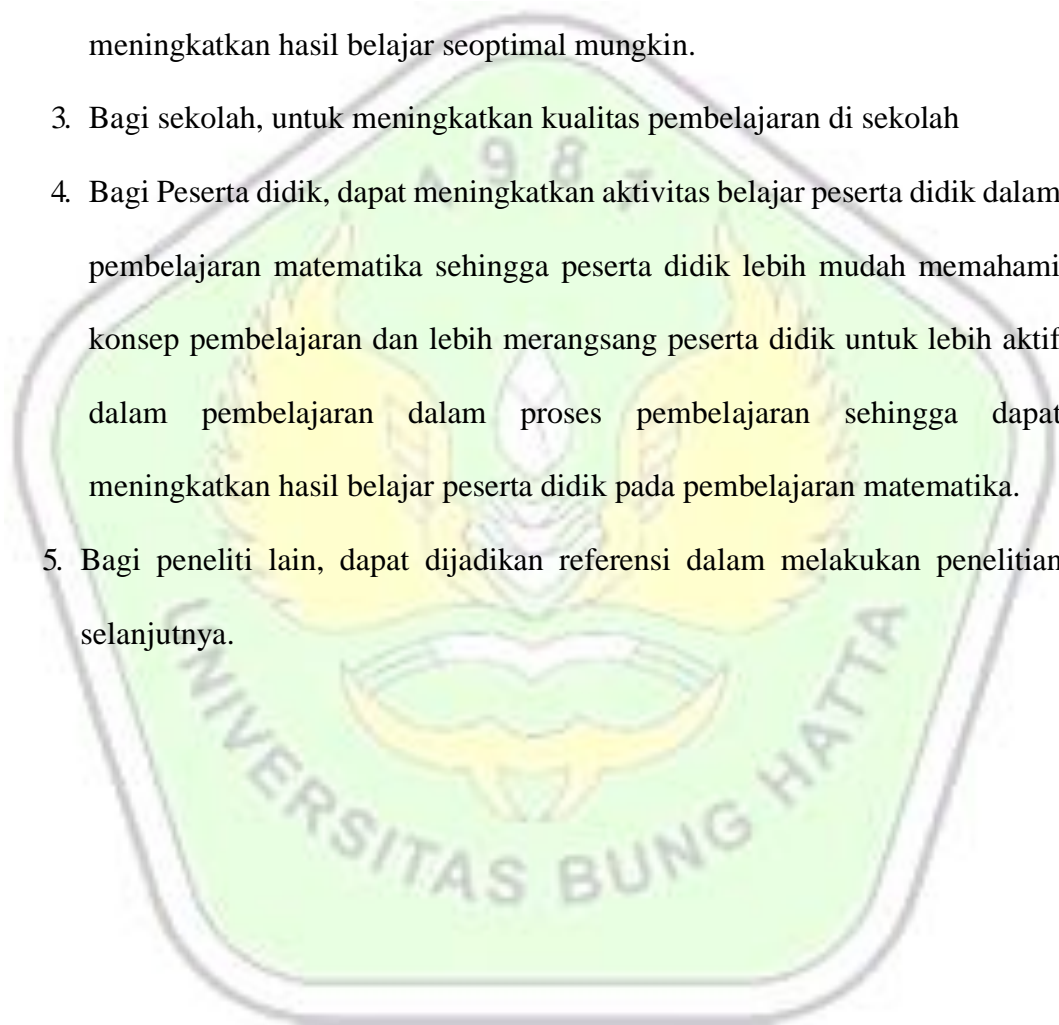 meningkatkan hasil belajar seoptimal mungkin.
3. Bagi sekolah, untuk meningkatkan kualitas pembelajaran di sekolah
4. Bagi Peserta didik, dapat meningkatkan aktivitas belajar peserta didik dalam
pembelajaran matematika sehingga peserta didik lebih mudah memahami
konsep pembelajaran dan lebih merangsang peserta didik untuk lebih aktif
dalam pembelajaran dalam proses pembelajaran sehingga dapat
meningkatkan hasil belajar peserta didik pada pembelajaran matematika.
5. Bagi peneliti lain, dapat dijadikan referensi dalam melakukan penelitian
selanjutnya.
UNIVERSITAS BUNG HATTA